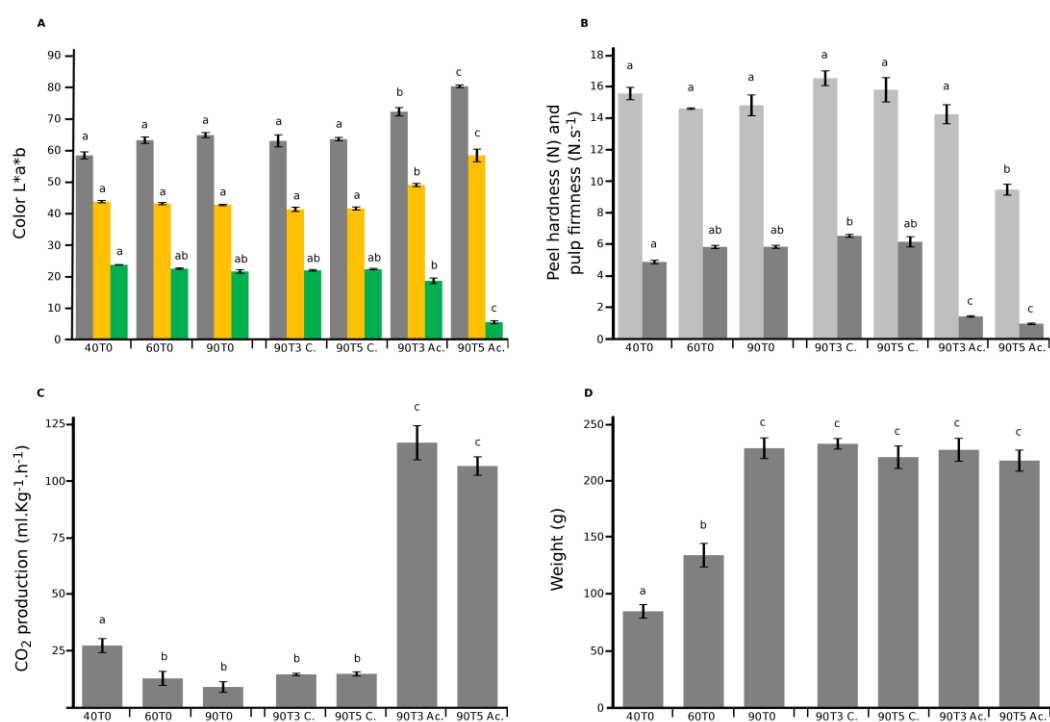 A
Color L*a*b
90
80
70
60
50
40
30
20
10
0
a a a a a b c
a a a a a b c
a ab ab ab ab b c
40T0 60T0 90T0 90T3 C. 90T5 C. 90T3 Ac. 90T5 Ac.
B
Peel hardness (N) and
pulp firmness (N.s-1)
18
16
14
12
10
8
6
4
2
0
a a a a a a b
a ab ab b ab c c
40T0 60T0 90T0 90T3 C. 90T5 C. 90T3 Ac. 90T5 Ac.
C
CO2 production (ml.Kg-1.h-1)
125
100
75
50
25
a b b b b c c
40T0 60T0 90T0 90T3 C. 90T5 C. 90T3 Ac. 90T5 Ac.
D
Weight (g)
250
200
150
100
50
0
a b c c c c c
40T0 60T0 90T0 90T3 C. 90T5 C. 90T3 Ac. 90T5 Ac.